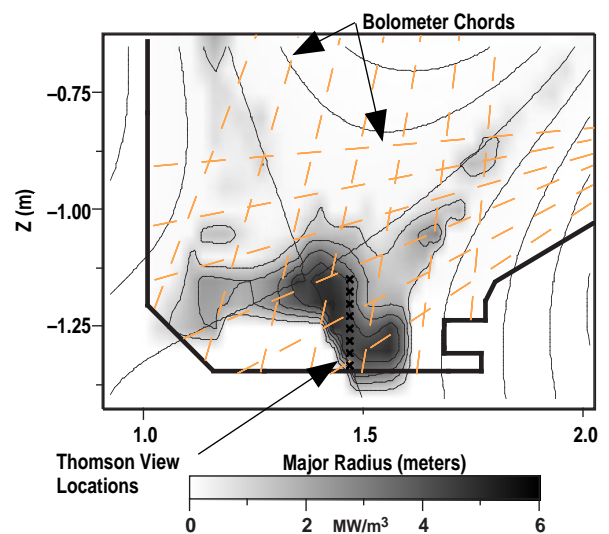 Bolometer Chords
−0.75
−1.00
−1.25
Z (m)
1.0 1.5 2.0
Major Radius (meters)
Thomson View
Locations
0 2 MW/m³ 4 6